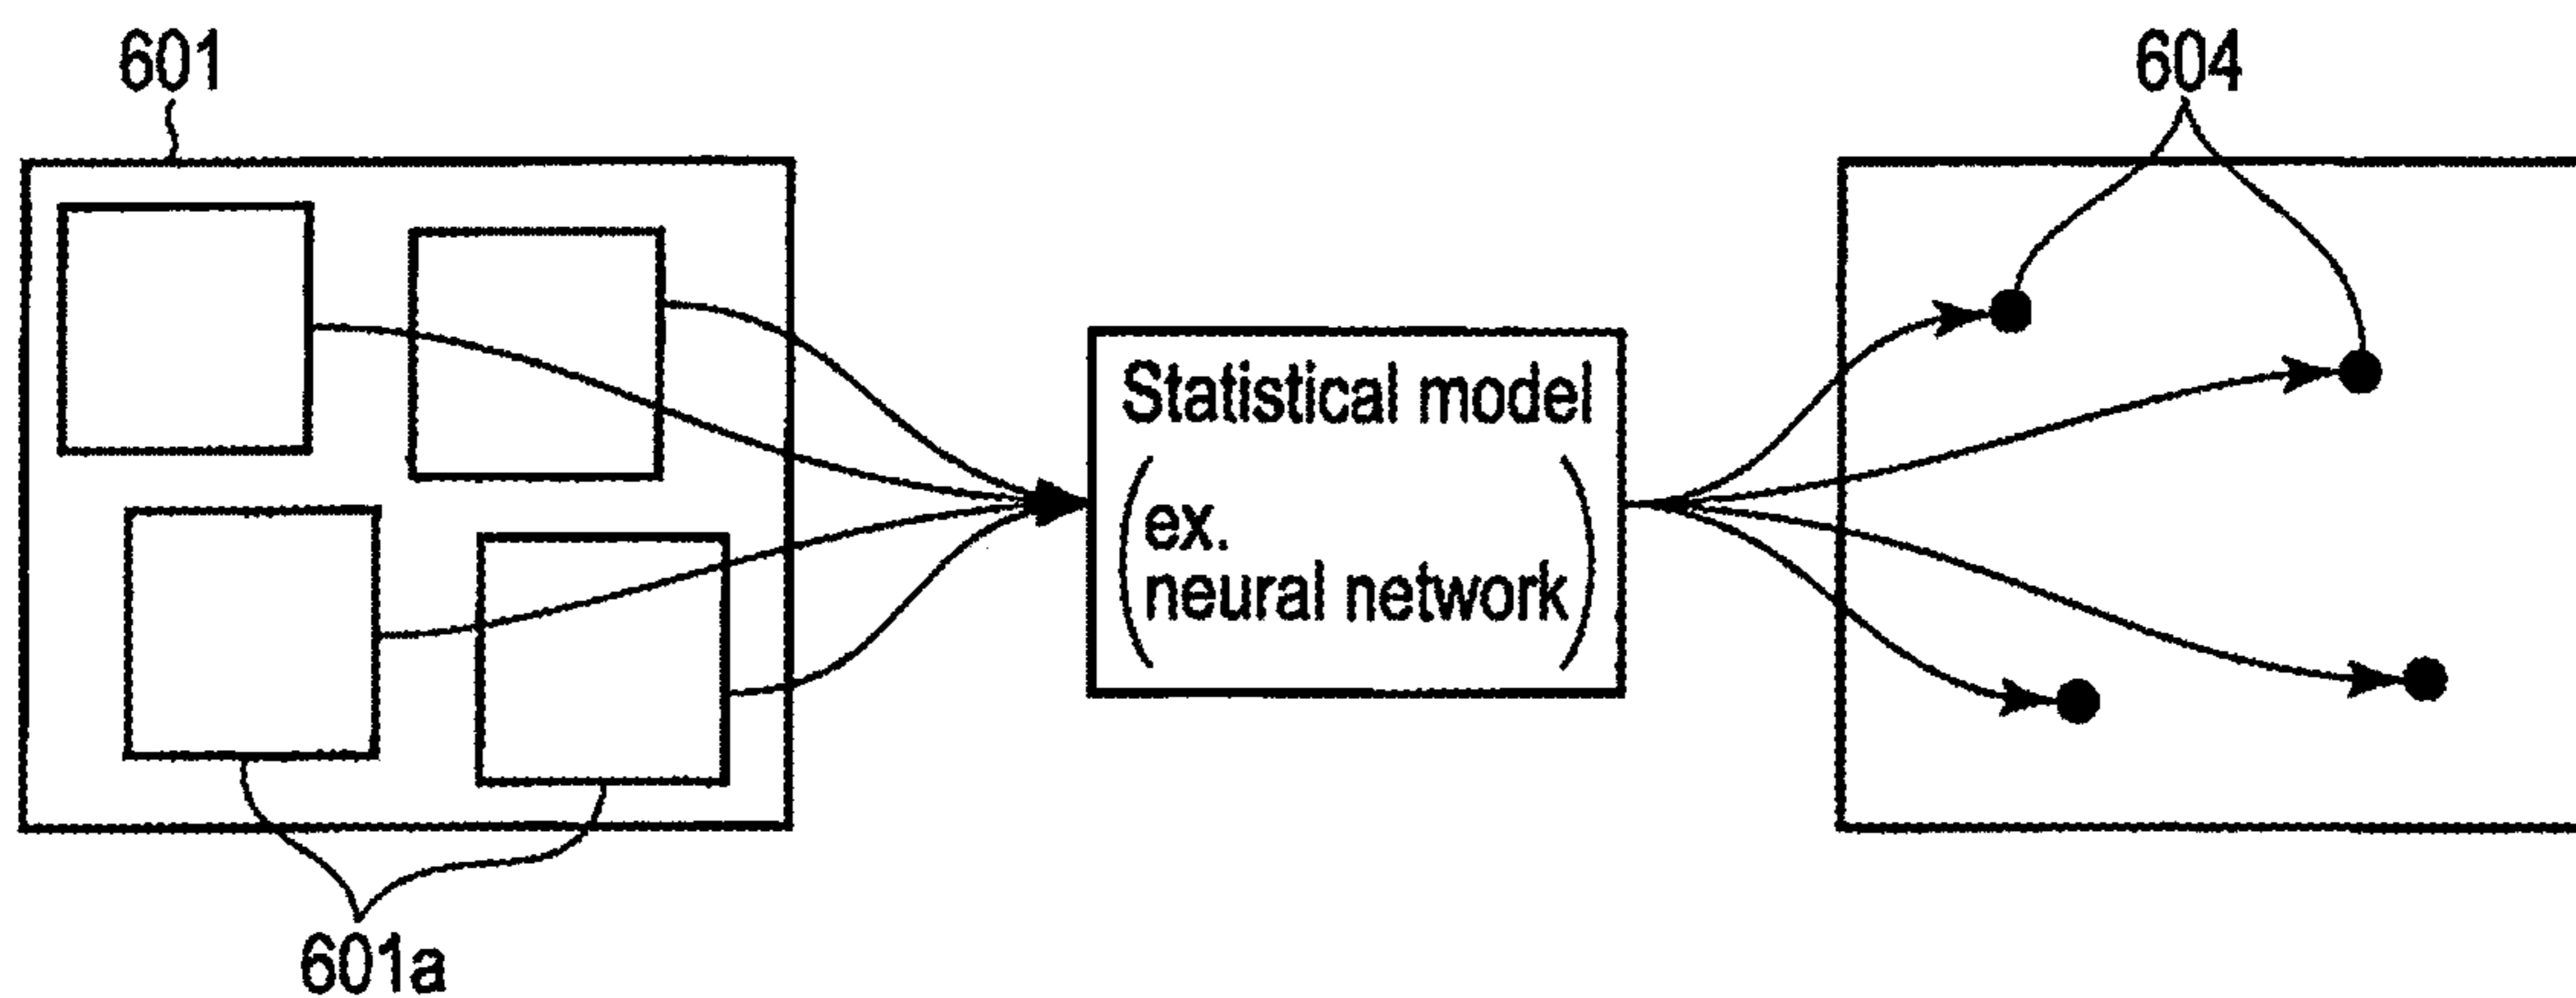 601
604
Statistical model
(ex.
neural network)
601a